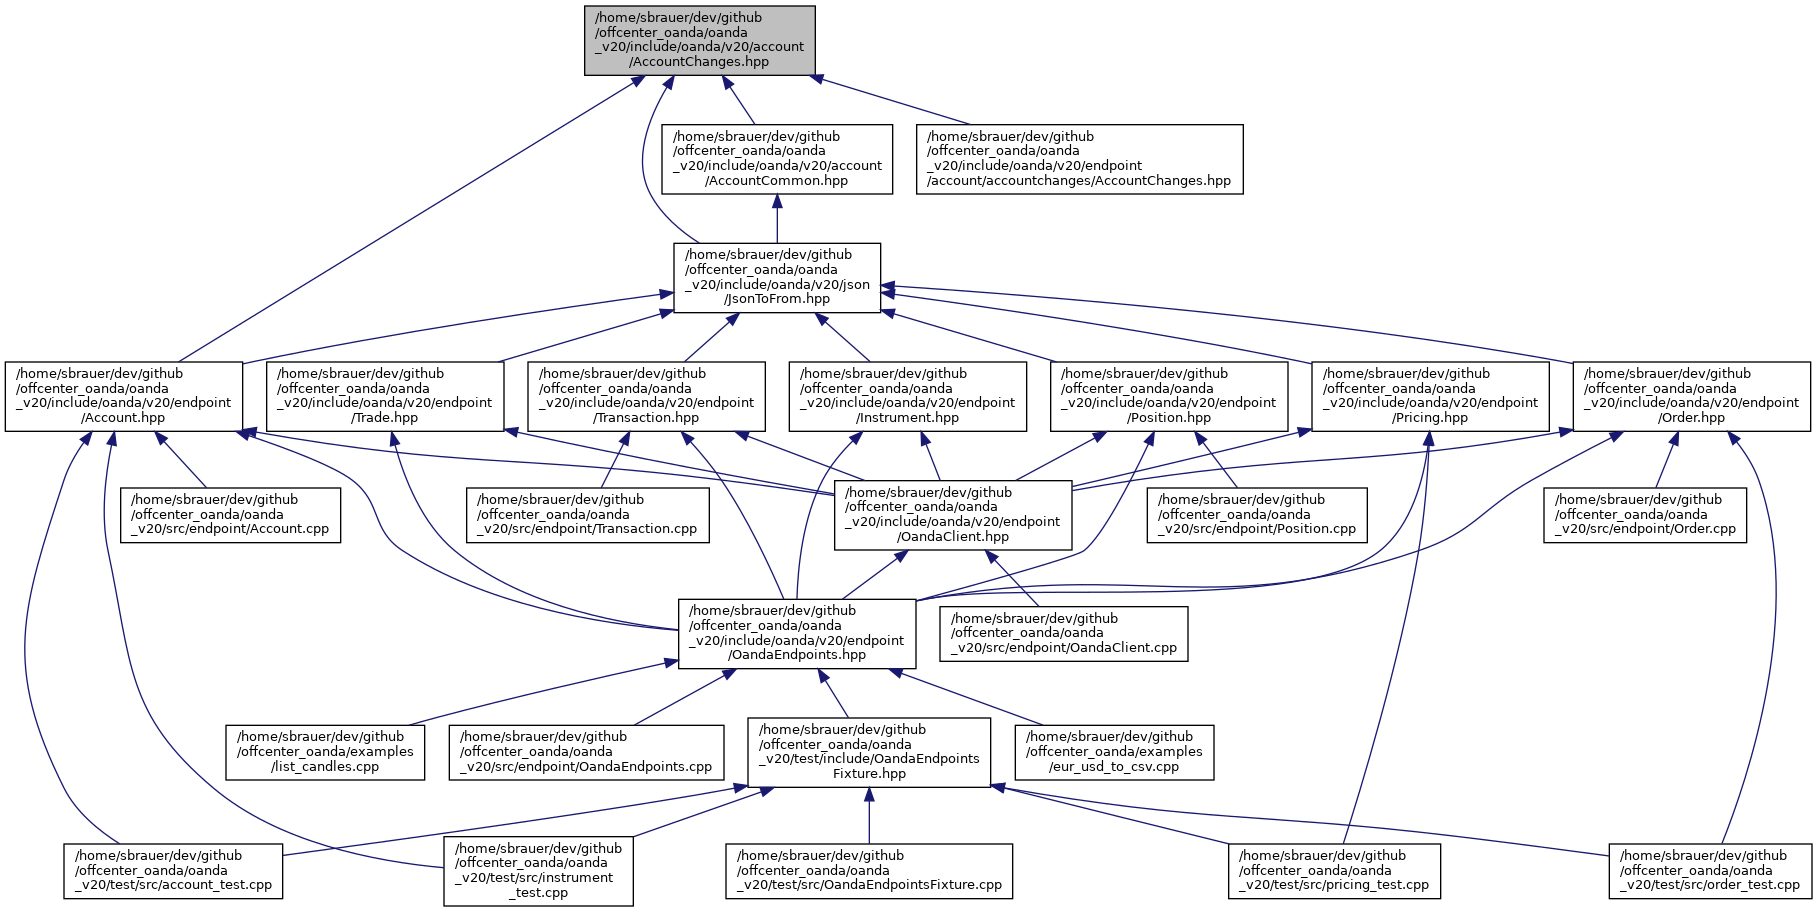 /home/sbrauer/dev/github
/offcenter_oanda/oanda
_v20/include/oanda/v20/account
/AccountChanges.hpp
/home/sbrauer/dev/github
/offcenter_oanda/oanda
_v20/include/oanda/v20/account
/AccountCommon.hpp
/home/sbrauer/dev/github
/offcenter_oanda/oanda
_v20/include/oanda/v20/endpoint
/account/accountchanges/AccountChanges.hpp
/home/sbrauer/dev/github
/offcenter_oanda/oanda
_v20/include/oanda/v20/json
/JsonToFrom.hpp
/home/sbrauer/dev/github
/offcenter_oanda/oanda
_v20/include/oanda/v20/endpoint
/Account.hpp
/home/sbrauer/dev/github
/offcenter_oanda/oanda
_v20/include/oanda/v20/endpoint
/Trade.hpp
/home/sbrauer/dev/github
/offcenter_oanda/oanda
_v20/include/oanda/v20/endpoint
/Transaction.hpp
/home/sbrauer/dev/github
/offcenter_oanda/oanda
_v20/include/oanda/v20/endpoint
/Instrument.hpp
/home/sbrauer/dev/github
/offcenter_oanda/oanda
_v20/include/oanda/v20/endpoint
/Position.hpp
/home/sbrauer/dev/github
/offcenter_oanda/oanda
_v20/include/oanda/v20/endpoint
/Pricing.hpp
/home/sbrauer/dev/github
/offcenter_oanda/oanda
_v20/include/oanda/v20/endpoint
/Order.hpp
/home/sbrauer/dev/github
/offcenter_oanda/oanda
_v20/src/endpoint/Account.cpp
/home/sbrauer/dev/github
/offcenter_oanda/oanda
_v20/src/endpoint/Transaction.cpp
/home/sbrauer/dev/github
/offcenter_oanda/oanda
_v20/include/oanda/v20/endpoint
/OandaClient.hpp
/home/sbrauer/dev/github
/offcenter_oanda/oanda
_v20/src/endpoint/Position.cpp
/home/sbrauer/dev/github
/offcenter_oanda/oanda
_v20/src/endpoint/Order.cpp
/home/sbrauer/dev/github
/offcenter_oanda/oanda
_v20/include/oanda/v20/endpoint
/OandaEndpoints.hpp
/home/sbrauer/dev/github
/offcenter_oanda/oanda
_v20/src/endpoint/OandaClient.cpp
/home/sbrauer/dev/github
/offcenter_oanda/examples
/list_candles.cpp
/home/sbrauer/dev/github
/offcenter_oanda/oanda
_v20/src/endpoint/OandaEndpoints.cpp
/home/sbrauer/dev/github
/offcenter_oanda/oanda
_v20/test/include/OandaEndpoints
Fixture.hpp
/home/sbrauer/dev/github
/offcenter_oanda/examples
/eur_usd_to_csv.cpp
/home/sbrauer/dev/github
/offcenter_oanda/oanda
_v20/test/src/account_test.cpp
/home/sbrauer/dev/github
/offcenter_oanda/oanda
_v20/test/src/instrument
_test.cpp
/home/sbrauer/dev/github
/offcenter_oanda/oanda
_v20/test/src/OandaEndpointsFixture.cpp
/home/sbrauer/dev/github
/offcenter_oanda/oanda
_v20/test/src/pricing_test.cpp
/home/sbrauer/dev/github
/offcenter_oanda/oanda
_v20/test/src/order_test.cpp